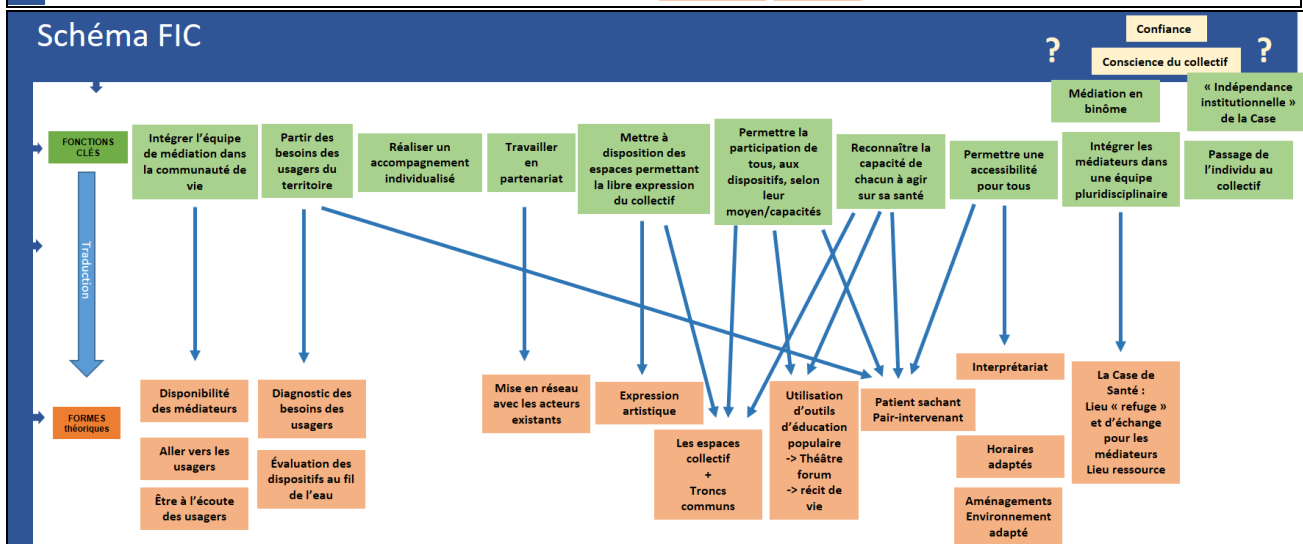 Schéma FIC
?
Confiance
Conscience du collectif
?
Médiation en
binôme
« Indépendance
institutionnelle »
de la Case
FONCTIONS
CLÉS
Intégrer l’équipe
de médiation dans
la communauté de
vie
Partir des
besoins des
usagers du
territoire
Réaliser un
accompagnement
individualisé
Travailler
en
partenariat
Mettre à
disposition des
espaces permettant
la libre expression
du collectif
Permettre la
participation de
tous, aux
dispositifs, selon
leur
moyen/capacités
Reconnaître la
capacité de
chacun à agir
sur sa santé
Permettre une
accessibilité
pour tous
Intégrer les
médiateurs dans
une équipe
pluridisciplinaire
Passage de
l’individu au
collectif
Traduction
FORMES
théoriques
Disponibilité
des médiateurs
Aller vers les
usagers
Être à l’écoute
des usagers
Diagnostic des
besoins des
usagers
Évaluation des
dispositifs au fil
de l’eau
Mise en réseau
avec les acteurs
existants
Expression
artistique
Les espaces
collectif
+
Troncs
communs
Utilisation
d’outils
d’éducation
populaire
-> Théâtre
forum
-> récit de
vie
Patient sachant
Pair-intervenant
Interprétariat
Horaires
adaptés
Aménagements
Environnement
adapté
La Case de
Santé :
Lieu « refuge »
et d’échange
pour les
médiateurs
Lieu ressource